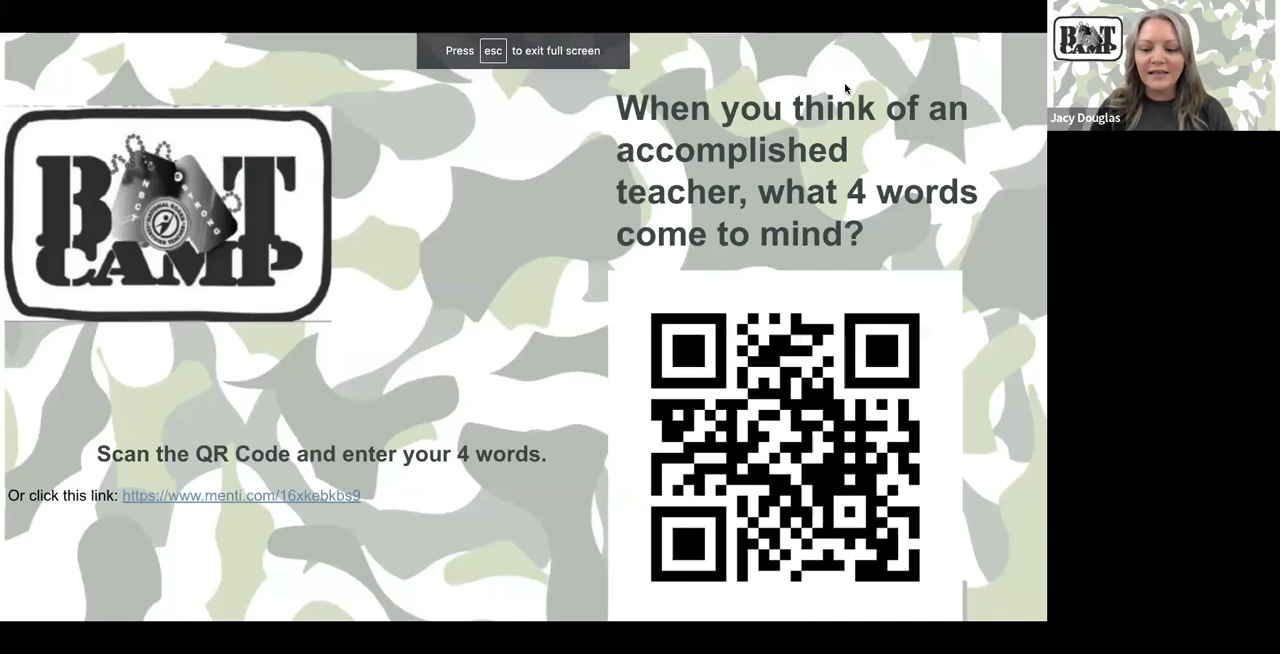 Press esc to exit full screen
BOOT
CAMP
NBCT STRONG
When you think of an
accomplished
teacher, what 4 words
come to mind?
Scan the QR Code and enter your 4 words.
Or click this link: https://www.menti.com/16xkebkbs9
Jacy Douglas